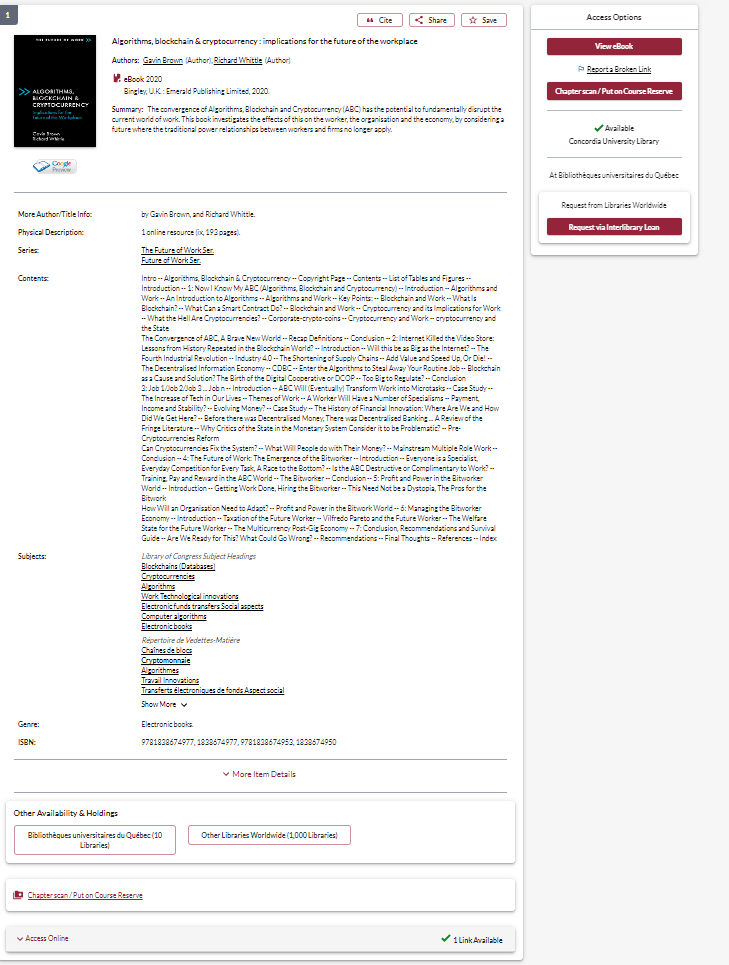 1
Cite
Share
Save
THE FUTURE OF WORK
ALGORITHMS,
BLOCKCHAIN &
CRYPTOCURRENCY
Implications for the
Future of the Workplace
Gavin Brown
Richard Whittle
Google
Preview
Algorithms, blockchain & cryptocurrency : implications for the future of the workplace
Authors: Gavin Brown (Author), Richard Whittle (Author)
eBook 2020
Bingley, U.K. : Emerald Publishing Limited, 2020.
Summary: The convergence of Algorithms, Blockchain and Cryptocurrency (ABC) has the potential to fundamentally disrupt the
current world of work. This book investigates the effects of this on the worker, the organisation and the economy, by considering a
future where the traditional power relationships between workers and firms no longer apply.
More Author/Title Info: by Gavin Brown, and Richard Whittle.
Physical Description: 1 online resource (ix, 193 pages).
Series: The Future of Work Ser.
Future of Work Ser.
Contents: Intro -- Algorithms, Blockchain & Cryptocurrency -- Copyright Page -- Contents -- List of Tables and Figures --
Introduction -- 1: Now I Know My ABC (Algorithms, Blockchain and Cryptocurrency) -- Introduction -- Algorithms and
Work -- An Introduction to Algorithms -- Algorithms and Work -- Key Points: -- Blockchain and Work -- What Is
Blockchain? -- What Can a Smart Contract Do? -- Blockchain and Work -- Cryptocurrency and its Implications for Work
-- What the Hell Are Cryptocurrencies? -- Corporate-crypto-coins -- Cryptocurrency and Work -- cryptocurrency and
the State
The Convergence of ABC, A Brave New World -- Recap Definitions -- Conclusion -- 2: Internet Killed the Video Store:
Lessons from History Repeated in the Blockchain World? -- Introduction -- Will this be as Big as the Internet? -- The
Fourth Industrial Revolution -- Industry 4.0 -- The Shortening of Supply Chains -- Add Value and Speed Up, Or Die! --
The Decentralised Information Economy -- CDBC -- Enter the Algorithms to Steal Away Your Routine Job -- Blockchain
as a Cause and Solution? The Birth of the Digital Cooperative or DCOP -- Too Big to Regulate? -- Conclusion
3: Job 1/Job 2/Job 3 ... Job n -- Introduction -- ABC Will (Eventually) Transform Work into Microtasks -- Case Study --
The Increase of Tech in Our Lives -- Themes of Work -- A Worker Will Have a Number of Specialisms -- Payment,
Income and Stability? -- Evolving Money? -- Case Study -- The History of Financial Innovation: Where Are We and How
Did We Get Here? -- Before there was Decentralised Money, There was Decentralised Banking ... A Review of the
Fringe Literature -- Why Critics of the State in the Monetary System Consider it to be Problematic? -- Pre-
Cryptocurrencies Reform
Can Cryptocurrencies Fix the System? -- What Will People do with Their Money? -- Mainstream Multiple Role Work --
Conclusion -- 4: The Future of Work: The Emergence of the Bitworker -- Introduction -- Everyone is a Specialist,
Everyday Competition for Every Task, A Race to the Bottom? -- Is the ABC Destructive or Complimentary to Work? --
Training, Pay and Reward in the ABC World -- The Bitworker -- Conclusion -- 5: Profit and Power in the Bitworker
World -- Introduction -- Getting Work Done, Hiring the Bitworker -- This Need Not be a Dystopia, The Pros for the
Bitwork
How Will an Organisation Need to Adapt? -- Profit and Power in the Bitwork World -- 6: Managing the Bitworker
Economy -- Introduction -- Taxation of the Future Worker -- Vilfredo Pareto and the Future Worker -- The Welfare
State for the Future Worker -- The Multicurrency Post-Gig Economy -- 7: Conclusion, Recommendations and Survival
Guide -- Are We Ready for This? What Could Go Wrong? -- Recommendations -- Final Thoughts -- References -- Index
Subjects: Library of Congress Subject Headings
Blockchains (Databases)
Cryptocurrencies
Algorithms
Work Technological innovations
Electronic funds transfers Social aspects
Computer algorithms
Electronic books
Répertoire de Vedettes-Matière
Chaînes de blocs
Cryptomonnaie
Algorithmes
Travail Innovations
Transferts électroniques de fonds Aspect social
Show More
Genre: Electronic books.
ISBN: 9781838674977, 1838674977, 9781838674953, 1838674950
More Item Details
Other Availability & Holdings
Bibliothèques universitaires du Québec (10
Libraries)
Other Libraries Worldwide (1,000 Libraries)
Chapter scan / Put on Course Reserve
Access Online
1 Link Available
Access Options
View eBook
Report a Broken Link
Chapter scan / Put on Course Reserve
Available
Concordia University Library
At Bibliothèques universitaires du Québec
Request from Libraries Worldwide
Request via Interlibrary Loan